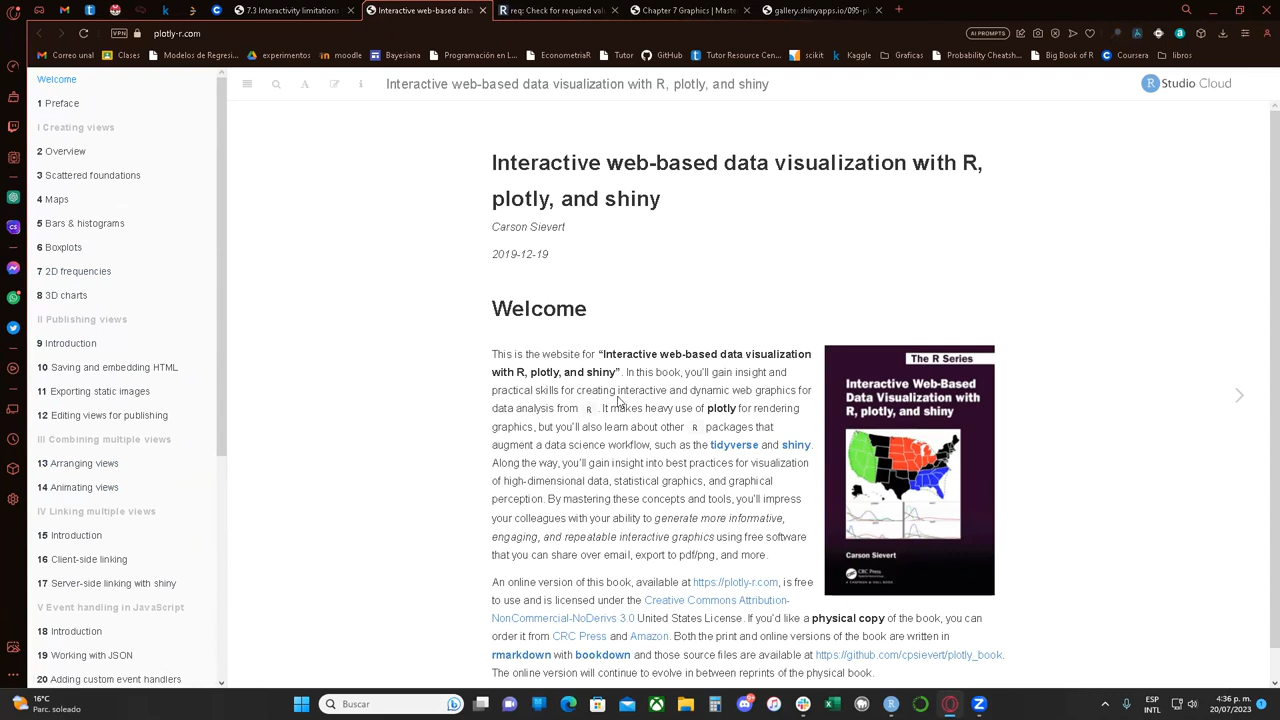 7.3 Interactivity limitations
Interactive web-based dat
req: Check for required val
Chapter 7 Graphics | Mast
gallery.shinyapps.io/095-p
VPN
plotly-r.com
AI PROMPTS
Correo unal
Clases
Modelos de Regresi...
experimentos
moodle
Bayesiana
Programación en L...
EconometriaR
Tutor
GitHub
Tutor Resource Cen...
scikit
Kaggle
Graficas
Probability Cheatsh...
Big Book of R
Coursera
libros
Welcome
1 Preface
I Creating views
2 Overview
3 Scattered foundations
4 Maps
5 Bars & histograms
6 Boxplots
7 2D frequencies
8 3D charts
II Publishing views
9 Introduction
10 Saving and embedding HTML
11 Exporting static images
12 Editing views for publishing
III Combining multiple views
13 Arranging views
14 Animating views
IV Linking multiple views
15 Introduction
16 Client-side linking
17 Server-side linking with shiny
V Event handling in JavaScript
18 Introduction
19 Working with JSON
20 Adding custom event handlers
Interactive web-based data visualization with R, plotly, and shiny
R Studio Cloud
Interactive web-based data visualization with R,
plotly, and shiny
Carson Sievert
2019-12-19
Welcome
This is the website for “Interactive web-based data visualization
with R, plotly, and shiny”. In this book, you’ll gain insight and
practical skills for creating interactive and dynamic web graphics for
data analysis from R . It makes heavy use of plotly for rendering
graphics, but you’ll also learn about other R packages that
augment a data science workflow, such as the tidyverse and shiny.
Along the way, you’ll gain insight into best practices for visualization
of high-dimensional data, statistical graphics, and graphical
perception. By mastering these concepts and tools, you’ll impress
your colleagues with your ability to generate more informative,
engaging, and repeatable interactive graphics using free software
that you can share over email, export to pdf/png, and more.
The R Series
Interactive Web-Based
Data Visualization with
R, plotly, and shiny
Carson Sievert
CRC Press
An online version of this book, available at https://plotly-r.com, is free
to use and is licensed under the Creative Commons Attribution-
NonCommercial-NoDerivs 3.0 United States License. If you’d like a physical copy of the book, you can
order it from CRC Press and Amazon. Both the print and online versions of the book are written in
rmarkdown with bookdown and those source files are available at https://github.com/cpsievert/plotly_book.
The online version will continue to evolve in between reprints of the physical book.
16°C
Parc. soleado
Buscar
ESP
INTL
4:36 p. m.
20/07/2023